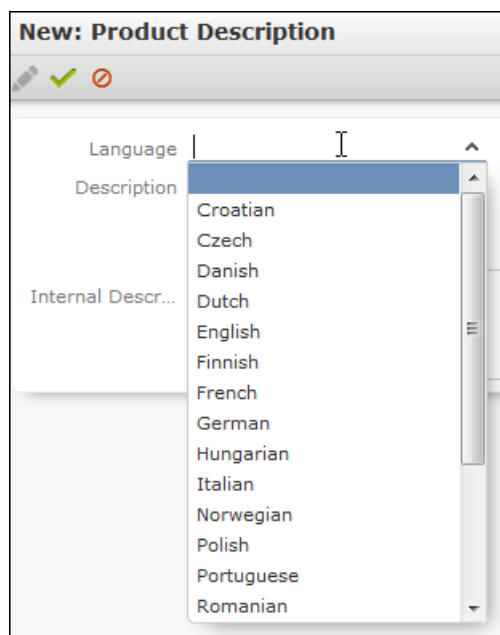 New: Product Description
Language
Description
Internal Descr...
Croatian
Czech
Danish
Dutch
English
Finnish
French
German
Hungarian
Italian
Norwegian
Polish
Portuguese
Romanian